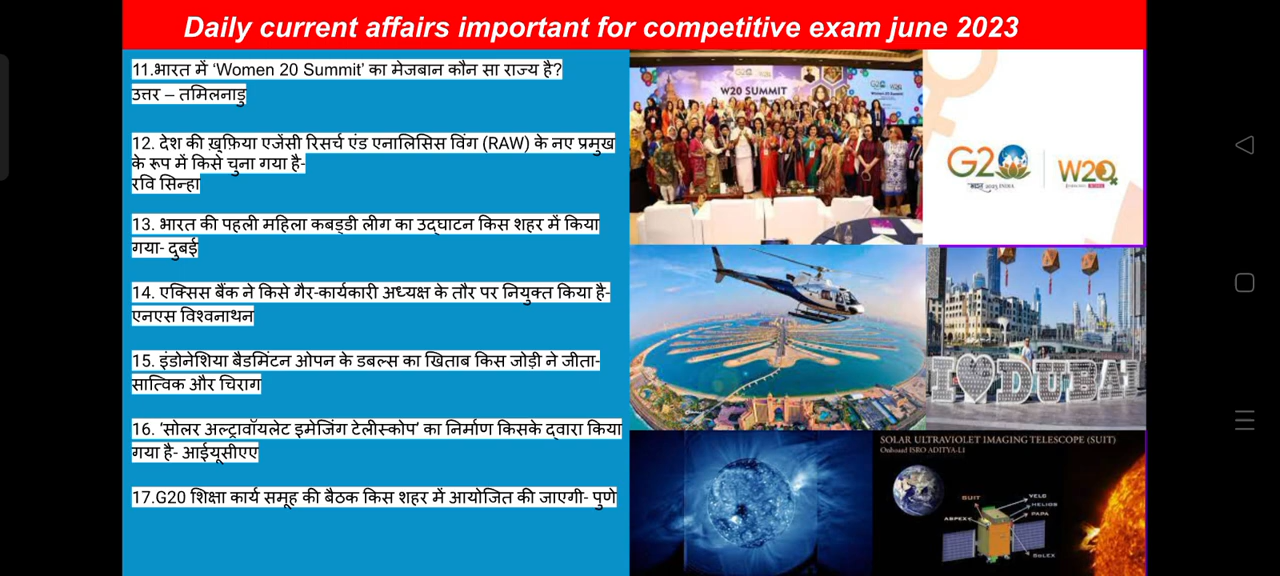 Daily current affairs important for competitive exam june 2023
11.भारत में ‘Women 20 Summit’ का मेजबान कौन सा राज्य है?
उत्तर – तमिलनाडु
12. देश की खुफ़िया एजेंसी रिसर्च एंड एनालिसिस विंग (RAW) के नए प्रमुख
के रूप में किसे चुना गया है-
रवि सिन्हा
13. भारत की पहली महिला कबड्डी लीग का उद्घाटन किस शहर में किया
गया- दुबई
14. एक्सिस बैंक ने किसे गैर-कार्यकारी अध्यक्ष के तौर पर नियुक्त किया है-
एनएस विश्वनाथन
15. इंडोनेशिया बैडमिंटन ओपन के डबल्स का खिताब किस जोड़ी ने जीता-
सात्विक और चिराग
16. ‘सोलर अल्ट्रावॉयलेट इमेजिंग टेलीस्कोप’ का निर्माण किसके द्वारा किया
गया है- आईयूसीएए
17.G20 शिक्षा कार्य समूह की बैठक किस शहर में आयोजित की जाएगी- पुणे
W20 SUMMIT
G20
भारत 2023 INDIA
W20
I DUBAI
SOLAR ULTRAVIOLET IMAGING TELESCOPE (SUIT)
Onboard ISRO ADITYA-L1
SUIT
VELC
HELIOS
PAPA
ASPEX
SoLEX